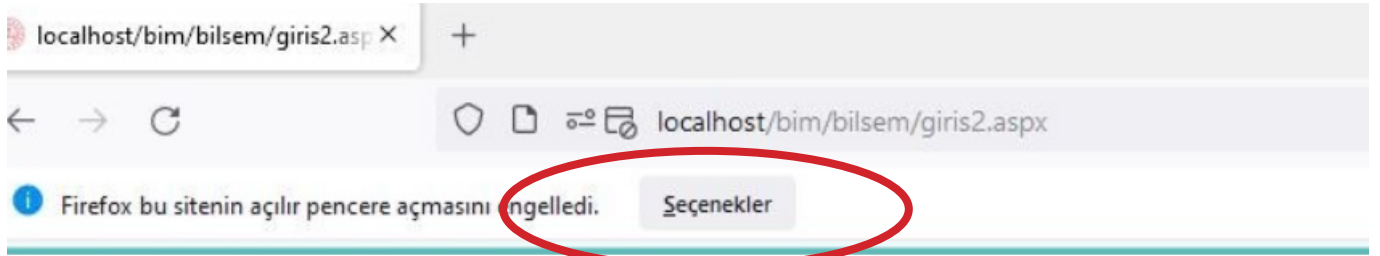 localhost/bim/bilsem/giris2.asp
localhost/bim/bilsem/giris2.aspx
Firefox bu sitenin açılır pencere açmasını engelledi. Seçenekler